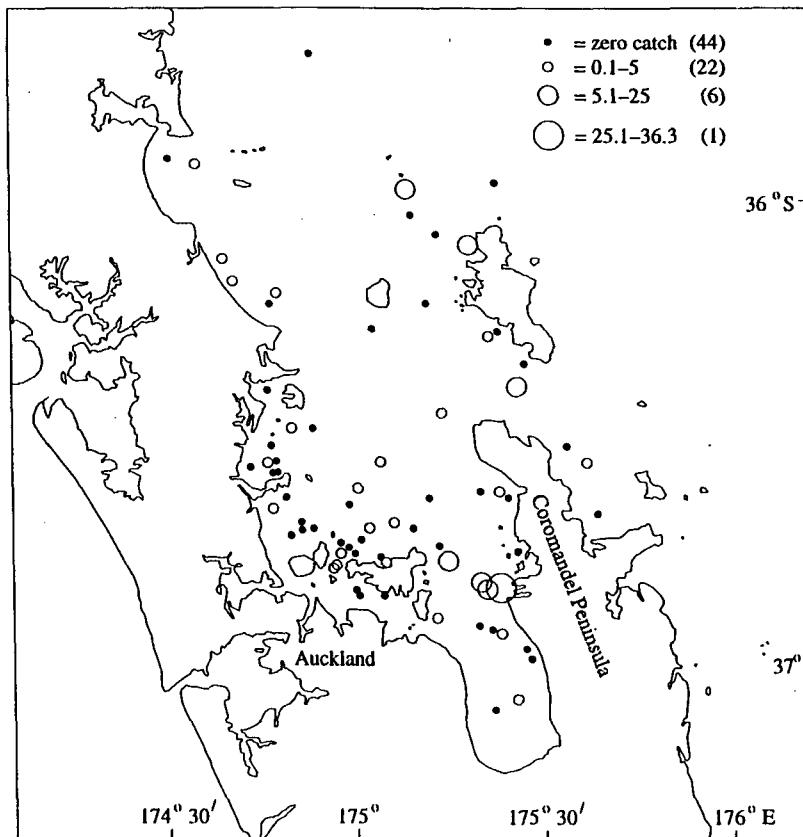 = zero catch (44)
= 0.1–5 (22)
= 5.1–25 (6)
= 25.1–36.3 (1)
36° S
Coromandel Peninsula
Auckland
37°
174° 30′ 175° 175° 30′ 176° E